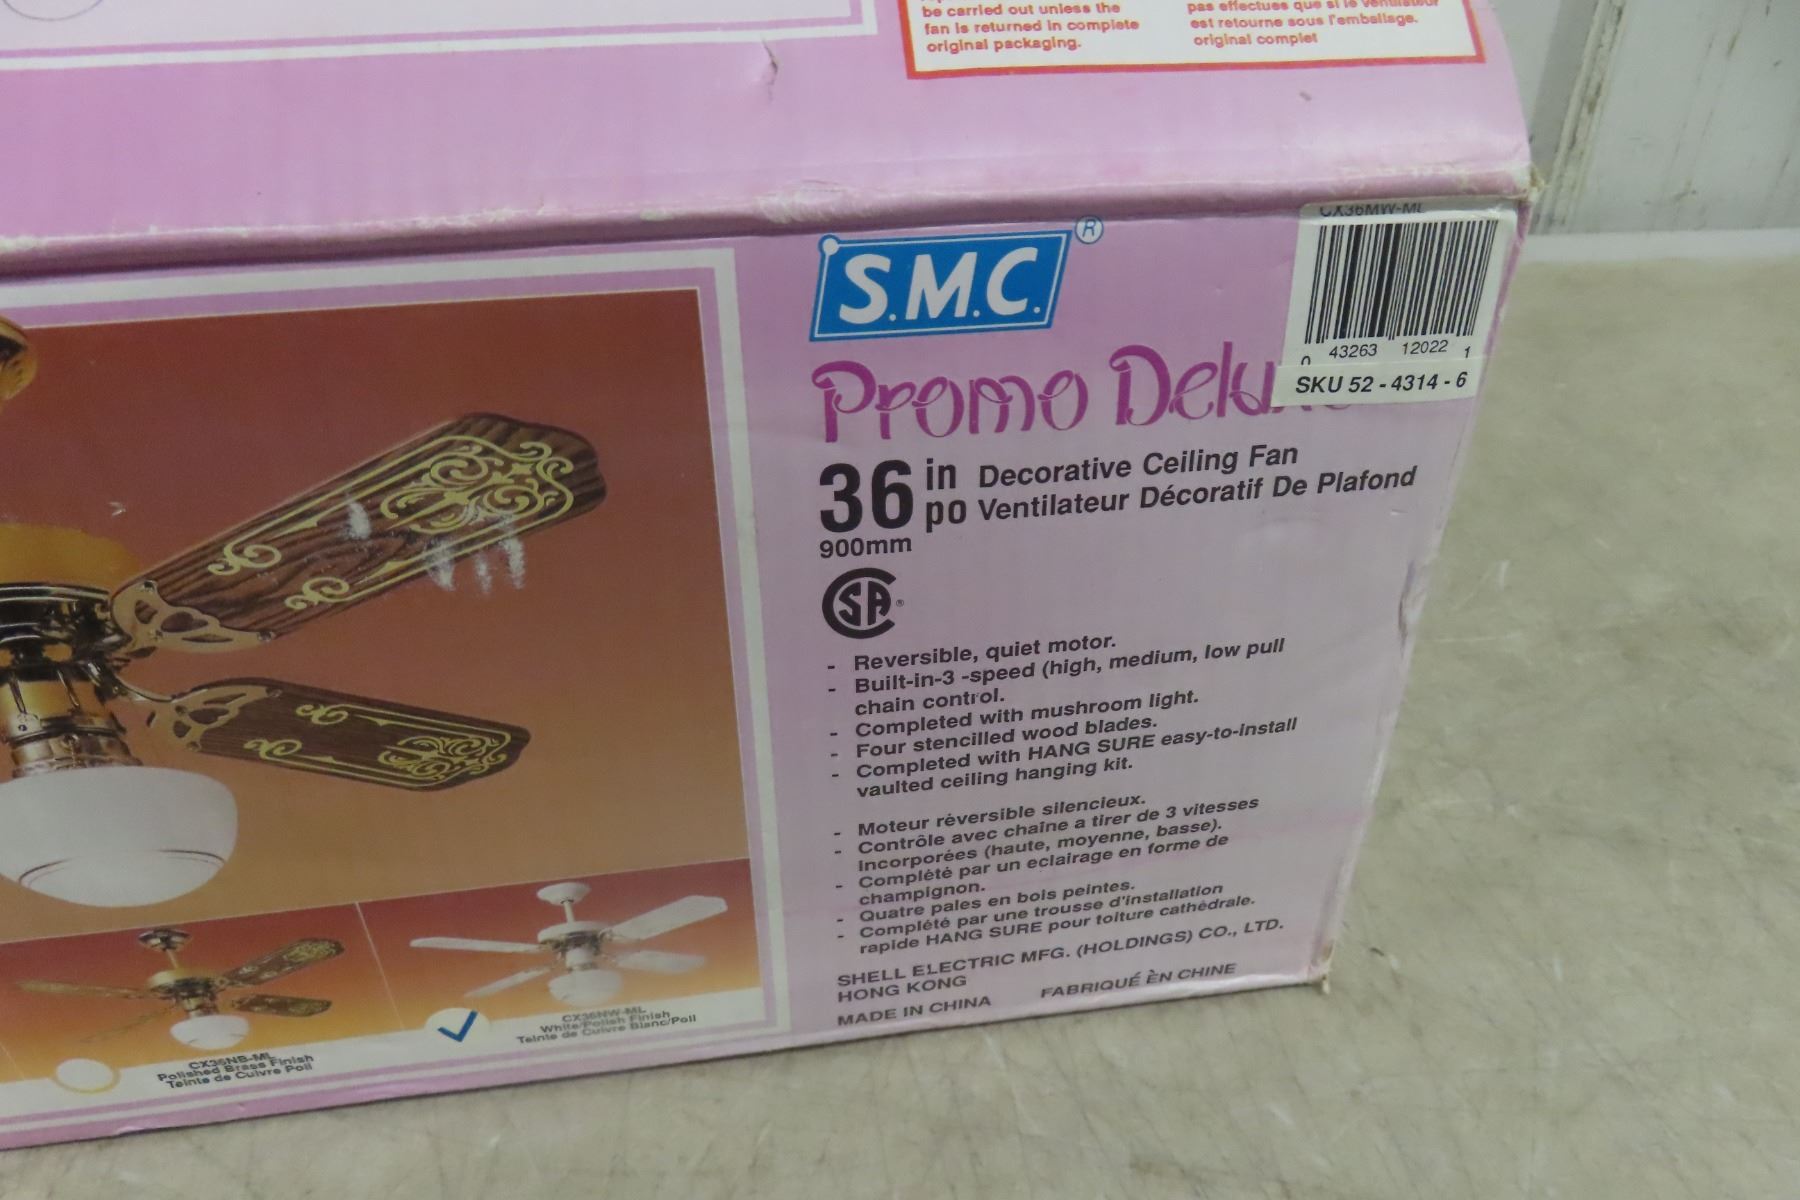 be carried out unless the
fan is returned in complete
original packaging.
pas effectues que si le ventilateur
est retourne sous l'emballage.
original complet
CX36MW-ML
S.M.C.®
0 43263 12022 1
SKU 52 - 4314 - 6
Promo Deluxe
36 in Decorative Ceiling Fan
po Ventilateur Décoratif De Plafond
900mm
CSA®
- Reversible, quiet motor.
- Built-in-3 -speed (high, medium, low pull
chain control.
- Completed with mushroom light.
- Four stencilled wood blades.
- Completed with HANG SURE easy-to-install
vaulted ceiling hanging kit.
- Moteur réversible silencieux.
- Contrôle avec chaîne a tirer de 3 vitesses
incorporées (haute, moyenne, basse).
- Complété par un eclairage en forme de
champignon.
- Quatre pales en bois peintes.
- Complété par une trousse d'installation
rapide HANG SURE pour toiture cathédrale.
SHELL ELECTRIC MFG. (HOLDINGS) CO., LTD.
HONG KONG
MADE IN CHINA FABRIQUÉ ÈN CHINE
CX36NB-ML
Polished Brass Finish
Teinte de Cuivre Poli
CX36NW-ML
White/Polish Finish
Teinte de Cuivre Blanc/Poli